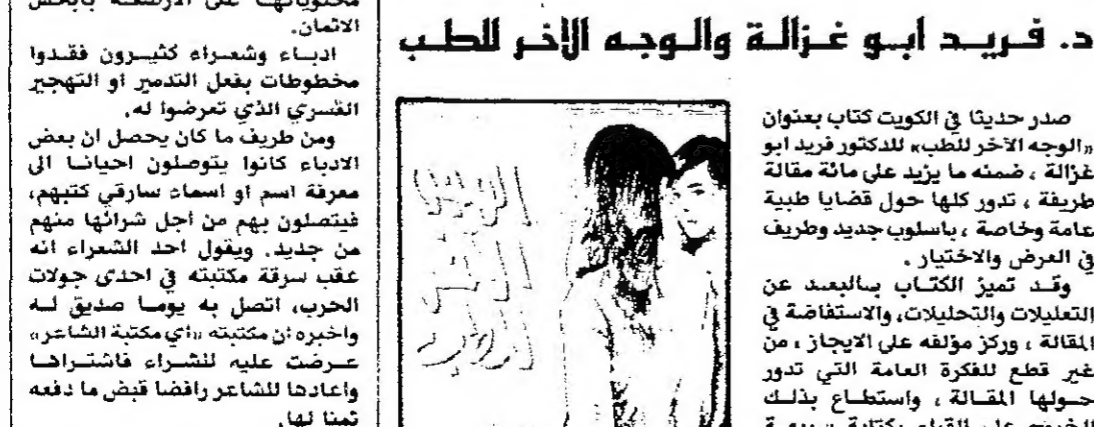 د. فريد ابو غزالة والوجه الآخر للطب
صدر حديثا في الكويت كتاب بعنوان
«الوجه الآخر للطب» للدكتور فريد ابو
غزالة ، ضمنه ما يزيد على مائة مقالة
طريفة ، تدور كلها حول قضايا طبية
عامة وخاصة ، باسلوب جديد وطريف
في العرض والاختيار .
وقد تميز الكتاب بالبعد عن
التعليلات والتحليلات، والاستفاضة في
المقالة ، وركز مؤلفه على الايجاز ، من
غير قطع للفكرة العامة التي تدور
حولها المقالة ، واستطاع بذلك
الوجه
الآخر
للطب
محتوياتها على الارصفة بابخس
الاثمان.
ادباء وشعراء كثيرون فقدوا
مخطوطات بفعل التدمير او التهجير
القسري الذي تعرضوا له.
ومن طريف ما كان يحصل ان بعض
الادباء كانوا يتوصلون احيانا الى
معرفة اسم او اسماء سارقي كتبهم،
فيتصلون بهم من اجل شرائها منهم
من جديد. ويقول احد الشعراء انه
عقب سرقة مكتبته في احدى جولات
الحرب، اتصل به يوما صديق له
واخبره ان مكتبته «أي مكتبة الشاعر»
عرضت عليه للشراء فاشتراها
واعادها للشاعر رافضا قبض ما دفعه
ثمنا لها.